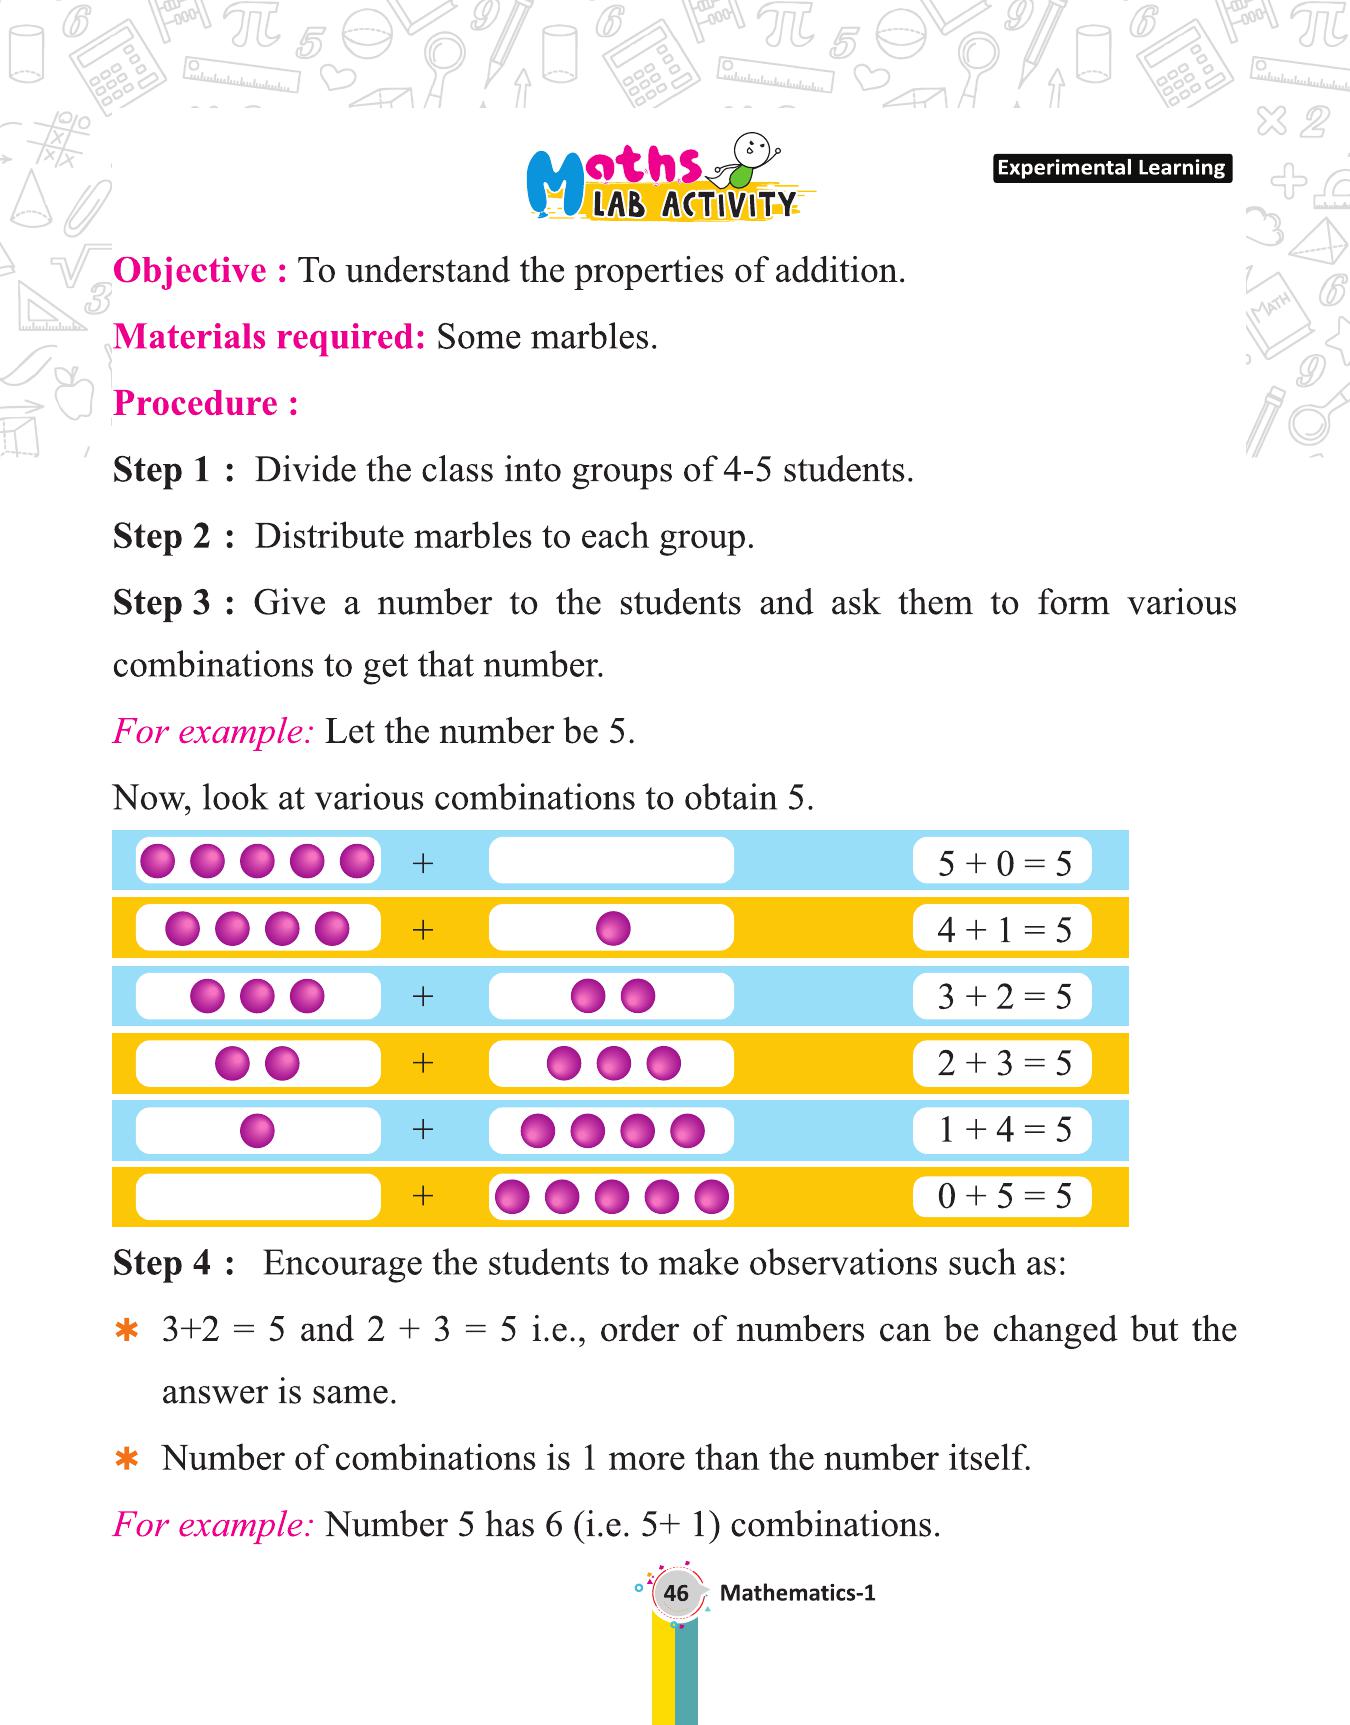 Maths
LAB ACTIVITY
Experimental Learning
Objective : To understand the properties of addition.
Materials required: Some marbles.
Procedure :
Step 1 : Divide the class into groups of 4-5 students.
Step 2 : Distribute marbles to each group.
Step 3 : Give a number to the students and ask them to form various
combinations to get that number.
For example: Let the number be 5.
Now, look at various combinations to obtain 5.
+ 5 + 0 = 5
+ 4 + 1 = 5
+ 3 + 2 = 5
+ 2 + 3 = 5
+ 1 + 4 = 5
+ 0 + 5 = 5
Step 4 : Encourage the students to make observations such as:
* 3+2 = 5 and 2 + 3 = 5 i.e., order of numbers can be changed but the
answer is same.
* Number of combinations is 1 more than the number itself.
For example: Number 5 has 6 (i.e. 5+ 1) combinations.
46 Mathematics-1